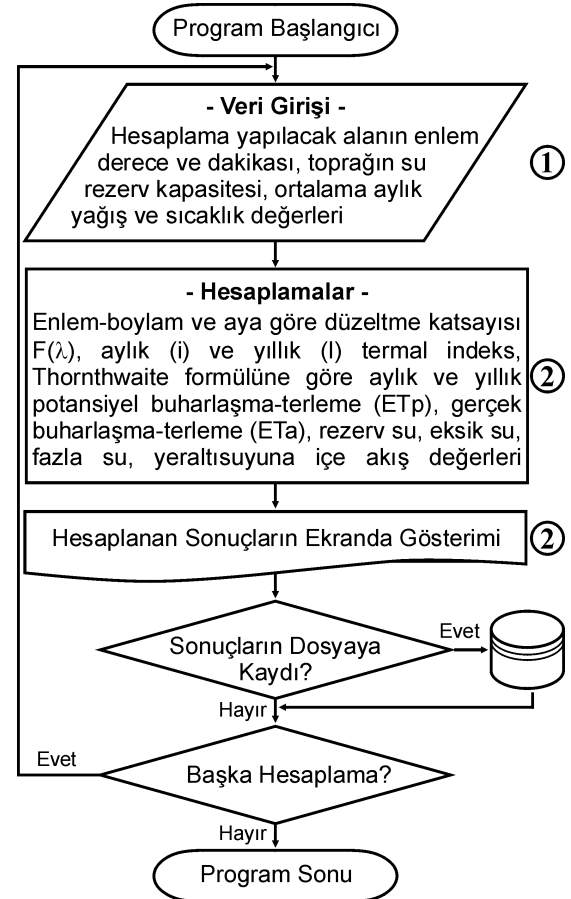 Program Başlangıcı
- Veri Girişi -
Hesaplama yapılacak alanın enlem
derece ve dakikası, toprağın su
rezerv kapasitesi, ortalama aylık
yağış ve sıcaklık değerleri
1
- Hesaplamalar -
Enlem-boylam ve aya göre düzeltme katsayısı
F(λ), aylık (i) ve yıllık (I) termal indeks,
Thornthwaite formülüne göre aylık ve yıllık
potansiyel buharlaşma-terleme (ETp), gerçek
buharlaşma-terleme (ETa), rezerv su, eksik su,
fazla su, yeraltısuyuna içe akış değerleri
2
Hesaplanan Sonuçların Ekranda Gösterimi
2
Sonuçların Dosyaya
Kaydı?
Evet
Hayır
Başka Hesaplama?
Evet
Hayır
Program Sonu